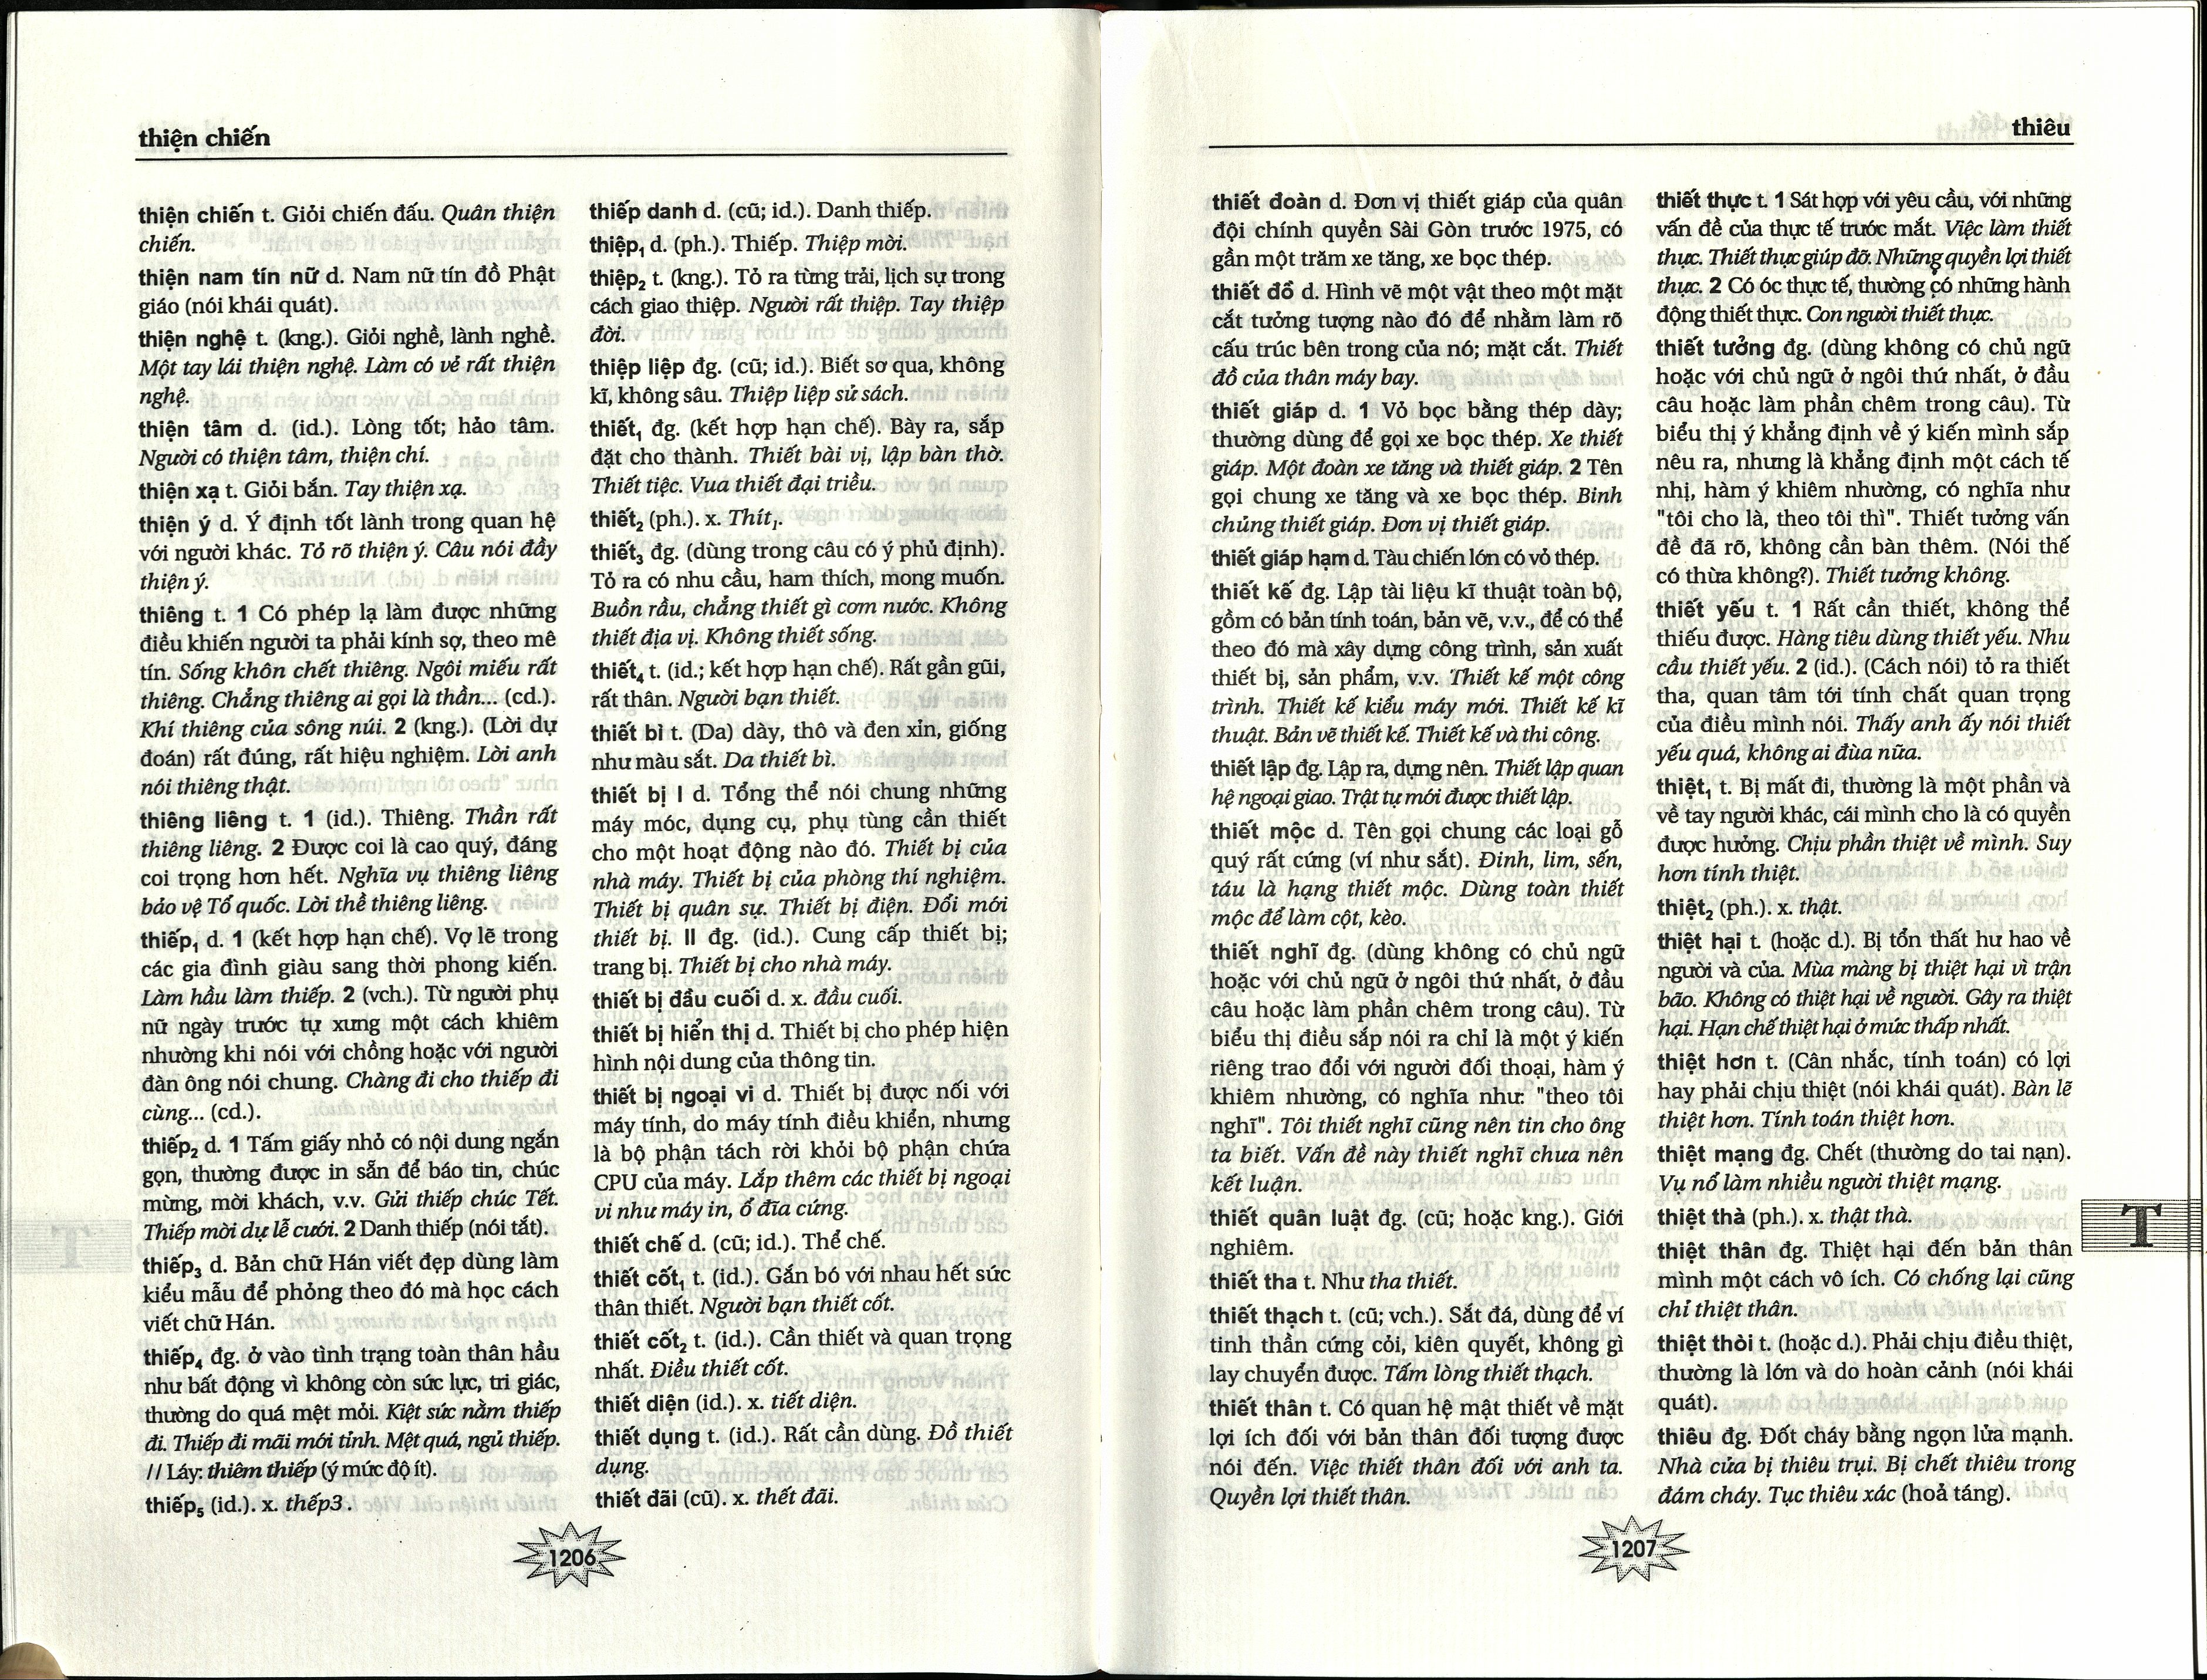 thiện chiến
thiện chiến t. Giỏi chiến đấu. Quân thiện
chiến.
thiện nam tín nữ d. Nam nữ tín đồ Phật
giáo (nói khái quát).
thiện nghệ t. (kng.). Giỏi nghề, lành nghề.
Một tay lái thiện nghệ. Làm có vẻ rất thiện
nghệ.
thiện tâm d. (id.). Lòng tốt; hảo tâm.
Người có thiện tâm, thiện chí.
thiện xạ t. Giỏi bắn. Tay thiện xạ.
thiện ý d. Ý định tốt lành trong quan hệ
với người khác. Tỏ rõ thiện ý. Câu nói đầy
thiện ý.
thiêng t. 1 Có phép lạ làm được những
điều khiến người ta phải kính sợ, theo mê
tín. Sống khôn chết thiêng. Ngôi miếu rất
thiêng. Chẳng thiêng ai gọi là thần... (cd.).
Khí thiêng của sông núi. 2 (kng.). (Lời dự
đoán) rất đúng, rất hiệu nghiệm. Lời anh
nói thiêng thật.
thiêng liêng t. 1 (id.). Thiêng. Thần rất
thiêng liêng. 2 Được coi là cao quý, đáng
coi trọng hơn hết. Nghĩa vụ thiêng liêng
bảo vệ Tổ quốc. Lời thề thiêng liêng.
thiếp₁ d. 1 (kết hợp hạn chế). Vợ lẽ trong
các gia đình giàu sang thời phong kiến.
Làm hầu làm thiếp. 2 (vch.). Từ người phụ
nữ ngày trước tự xưng một cách khiêm
nhường khi nói với chồng hoặc với người
đàn ông nói chung. Chàng đi cho thiếp đi
cùng... (cd.).
thiếp₂ d. 1 Tấm giấy nhỏ có nội dung ngắn
gọn, thường được in sẵn để báo tin, chúc
mừng, mời khách, v.v. Gửi thiếp chúc Tết.
Thiếp mời dự lễ cưới. 2 Danh thiếp (nói tắt).
thiếp₃ d. Bản chữ Hán viết đẹp dùng làm
kiểu mẫu để phỏng theo đó mà học cách
viết chữ Hán.
thiếp₄ đg. ở vào tình trạng toàn thân hầu
như bất động vì không còn sức lực, tri giác,
thường do quá mệt mỏi. Kiệt sức nằm thiếp
đi. Thiếp đi mãi mới tỉnh. Mệt quá, ngủ thiếp.
// Láy: thiêm thiếp (ý mức độ ít).
thiếp₅ (id.). x. thếp3.
thiếp danh d. (cũ; id.). Danh thiếp.
thiệp₁ d. (ph.). Thiếp. Thiệp mời.
thiệp₂ t. (kng.). Tỏ ra từng trải, lịch sự trong
cách giao thiệp. Người rất thiệp. Tay thiệp
đời.
thiệp liệp đg. (cũ; id.). Biết sơ qua, không
kĩ, không sâu. Thiệp liệp sử sách.
thiết₁ đg. (kết hợp hạn chế). Bày ra, sắp
đặt cho thành. Thiết bài vị, lập bàn thờ.
Thiết tiệc. Vua thiết đại triều.
thiết₂ (ph.). x. Thít₁.
thiết₃ đg. (dùng trong câu có ý phủ định).
Tỏ ra có nhu cầu, ham thích, mong muốn.
Buồn rầu, chẳng thiết gì cơm nước. Không
thiết địa vị. Không thiết sống.
thiết₄ t. (id.; kết hợp hạn chế). Rất gần gũi,
rất thân. Người bạn thiết.
thiết bì t. (Da) dày, thô và đen xỉn, giống
như màu sắt. Da thiết bì.
thiết bị I d. Tổng thể nói chung những
máy móc, dụng cụ, phụ tùng cần thiết
cho một hoạt động nào đó. Thiết bị của
nhà máy. Thiết bị của phòng thí nghiệm.
Thiết bị quân sự. Thiết bị điện. Đổi mới
thiết bị. II đg. (id.). Cung cấp thiết bị;
trang bị. Thiết bị cho nhà máy.
thiết bị đầu cuối d. x. đầu cuối.
thiết bị hiển thị d. Thiết bị cho phép hiện
hình nội dung của thông tin.
thiết bị ngoại vi d. Thiết bị được nối với
máy tính, do máy tính điều khiển, nhưng
là bộ phận tách rời khỏi bộ phận chứa
CPU của máy. Lắp thêm các thiết bị ngoại
vi như máy in, ổ đĩa cứng.
thiết chế d. (cũ; id.). Thể chế.
thiết cốt₁ t. (id.). Gắn bó với nhau hết sức
thân thiết. Người bạn thiết cốt.
thiết cốt₂ t. (id.). Cần thiết và quan trọng
nhất. Điều thiết cốt.
thiết diện (id.). x. tiết diện.
thiết dụng t. (id.). Rất cần dùng. Đồ thiết
dụng.
thiết đãi (cũ). x. thết đãi.
1206
thiêu
thiết đoàn d. Đơn vị thiết giáp của quân
đội chính quyền Sài Gòn trước 1975, có
gần một trăm xe tăng, xe bọc thép.
thiết đồ d. Hình vẽ một vật theo một mặt
cắt tưởng tượng nào đó để nhằm làm rõ
cấu trúc bên trong của nó; mặt cắt. Thiết
đồ của thân máy bay.
thiết giáp d. 1 Vỏ bọc bằng thép dày;
thường dùng để gọi xe bọc thép. Xe thiết
giáp. Một đoàn xe tăng và thiết giáp. 2 Tên
gọi chung xe tăng và xe bọc thép. Binh
chủng thiết giáp. Đơn vị thiết giáp.
thiết giáp hạm d. Tàu chiến lớn có vỏ thép.
thiết kế đg. Lập tài liệu kĩ thuật toàn bộ,
gồm có bản tính toán, bản vẽ, v.v., để có thể
theo đó mà xây dựng công trình, sản xuất
thiết bị, sản phẩm, v.v. Thiết kế một công
trình. Thiết kế kiểu máy mới. Thiết kế kĩ
thuật. Bản vẽ thiết kế. Thiết kế và thi công.
thiết lập đg. Lập ra, dựng nên. Thiết lập quan
hệ ngoại giao. Trật tự mới được thiết lập.
thiết mộc d. Tên gọi chung các loại gỗ
quý rất cứng (ví như sắt). Đinh, lim, sến,
táu là hạng thiết mộc. Dùng toàn thiết
mộc để làm cột, kèo.
thiết nghĩ đg. (dùng không có chủ ngữ
hoặc với chủ ngữ ở ngôi thứ nhất, ở đầu
câu hoặc làm phần chêm trong câu). Từ
biểu thị điều sắp nói ra chỉ là một ý kiến
riêng trao đổi với người đối thoại, hàm ý
khiêm nhường, có nghĩa như: "theo tôi
nghĩ". Tôi thiết nghĩ cũng nên tin cho ông
ta biết. Vấn đề này thiết nghĩ chưa nên
kết luận.
thiết quân luật đg. (cũ; hoặc kng.). Giới
nghiêm.
thiết tha t. Như tha thiết.
thiết thạch t. (cũ; vch.). Sắt đá, dùng để ví
tinh thần cứng cỏi, kiên quyết, không gì
lay chuyển được. Tấm lòng thiết thạch.
thiết thân t. Có quan hệ mật thiết về mặt
lợi ích đối với bản thân đối tượng được
nói đến. Việc thiết thân đối với anh ta.
Quyền lợi thiết thân.
thiết thực t. 1 Sát hợp với yêu cầu, với những
vấn đề của thực tế trước mắt. Việc làm thiết
thực. Thiết thực giúp đỡ. Những quyền lợi thiết
thực. 2 Có óc thực tế, thường có những hành
động thiết thực. Con người thiết thực.
thiết tưởng đg. (dùng không có chủ ngữ
hoặc với chủ ngữ ở ngôi thứ nhất, ở đầu
câu hoặc làm phần chêm trong câu). Từ
biểu thị ý khẳng định về ý kiến mình sắp
nêu ra, nhưng là khẳng định một cách tế
nhị, hàm ý khiêm nhường, có nghĩa như
"tôi cho là, theo tôi thì". Thiết tưởng vấn
đề đã rõ, không cần bàn thêm. (Nói thế
có thừa không?). Thiết tưởng không.
thiết yếu t. 1 Rất cần thiết, không thể
thiếu được. Hàng tiêu dùng thiết yếu. Nhu
cầu thiết yếu. 2 (id.). (Cách nói) tỏ ra thiết
tha, quan tâm tới tính chất quan trọng
của điều mình nói. Thấy anh ấy nói thiết
yếu quá, không ai đùa nữa.
thiệt₁ t. Bị mất đi, thường là một phần và
về tay người khác, cái mình cho là có quyền
được hưởng. Chịu phần thiệt về mình. Suy
hơn tính thiệt.
thiệt₂ (ph.). x. thật.
thiệt hại t. (hoặc d.). Bị tổn thất hư hao về
người và của. Mùa màng bị thiệt hại vì trận
bão. Không có thiệt hại về người. Gây ra thiệt
hại. Hạn chế thiệt hại ở mức thấp nhất.
thiệt hơn t. (Cân nhắc, tính toán) có lợi
hay phải chịu thiệt (nói khái quát). Bàn lẽ
thiệt hơn. Tính toán thiệt hơn.
thiệt mạng đg. Chết (thường do tai nạn).
Vụ nổ làm nhiều người thiệt mạng.
thiệt thà (ph.). x. thật thà.
thiệt thân đg. Thiệt hại đến bản thân
mình một cách vô ích. Có chống lại cũng
chỉ thiệt thân.
thiệt thòi t. (hoặc d.). Phải chịu điều thiệt,
thường là lớn và do hoàn cảnh (nói khái
quát).
thiêu đg. Đốt cháy bằng ngọn lửa mạnh.
Nhà cửa bị thiêu trụi. Bị chết thiêu trong
đám cháy. Tục thiêu xác (hoả táng).
T
1207